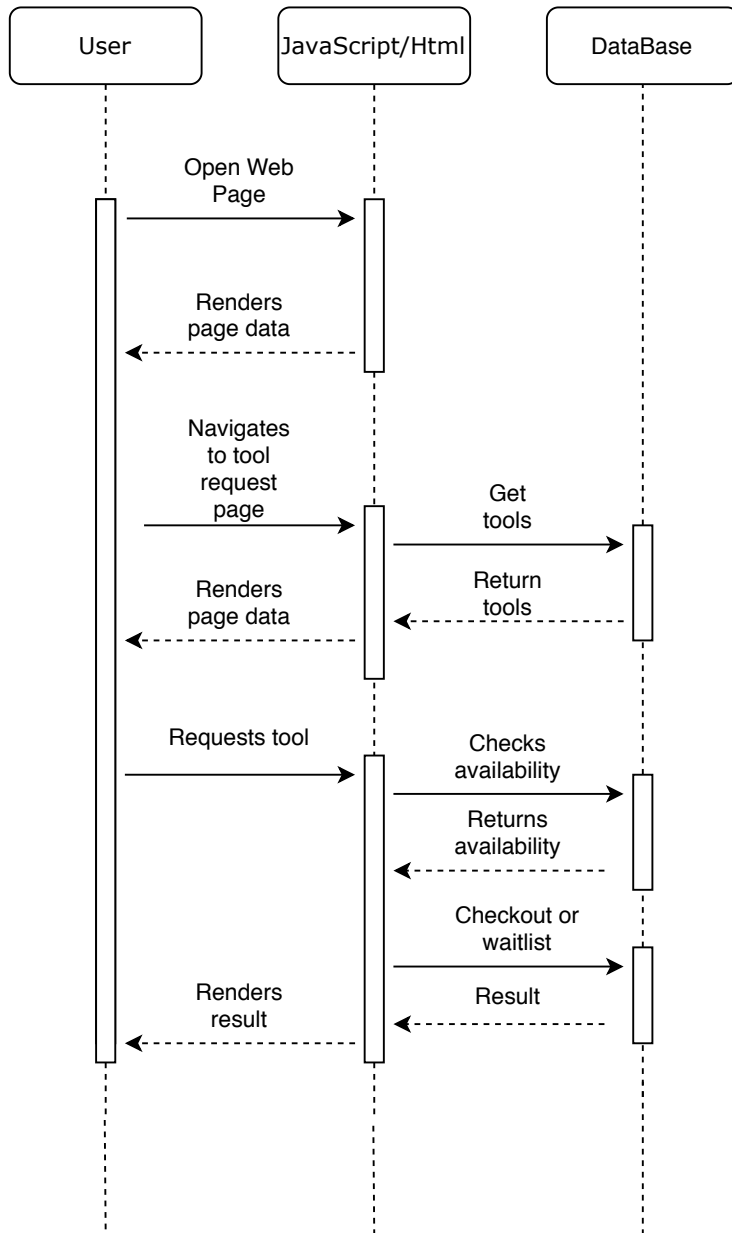 User
JavaScript/Html
DataBase
Open Web
Page
Renders
page data
Navigates
to tool
request
page
Get
tools
Renders
page data
Return
tools
Requests tool
Checks
availability
Returns
availability
Checkout or
waitlist
Renders
result
Result